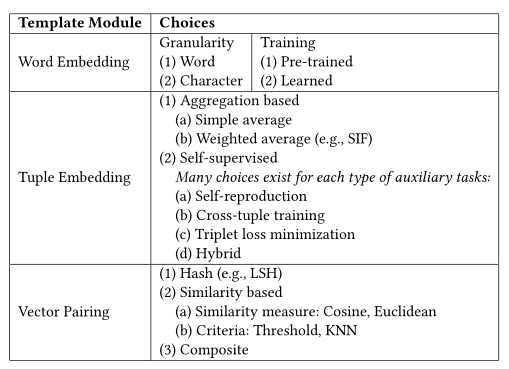 Template Module Choices
Word Embedding
Granularity Training
(1) Word (1) Pre-trained
(2) Character (2) Learned
Tuple Embedding
(1) Aggregation based
(a) Simple average
(b) Weighted average (e.g., SIF)
(2) Self-supervised
Many choices exist for each type of auxiliary tasks:
(a) Self-reproduction
(b) Cross-tuple training
(c) Triplet loss minimization
(d) Hybrid
Vector Pairing
(1) Hash (e.g., LSH)
(2) Similarity based
(a) Similarity measure: Cosine, Euclidean
(b) Criteria: Threshold, KNN
(3) Composite